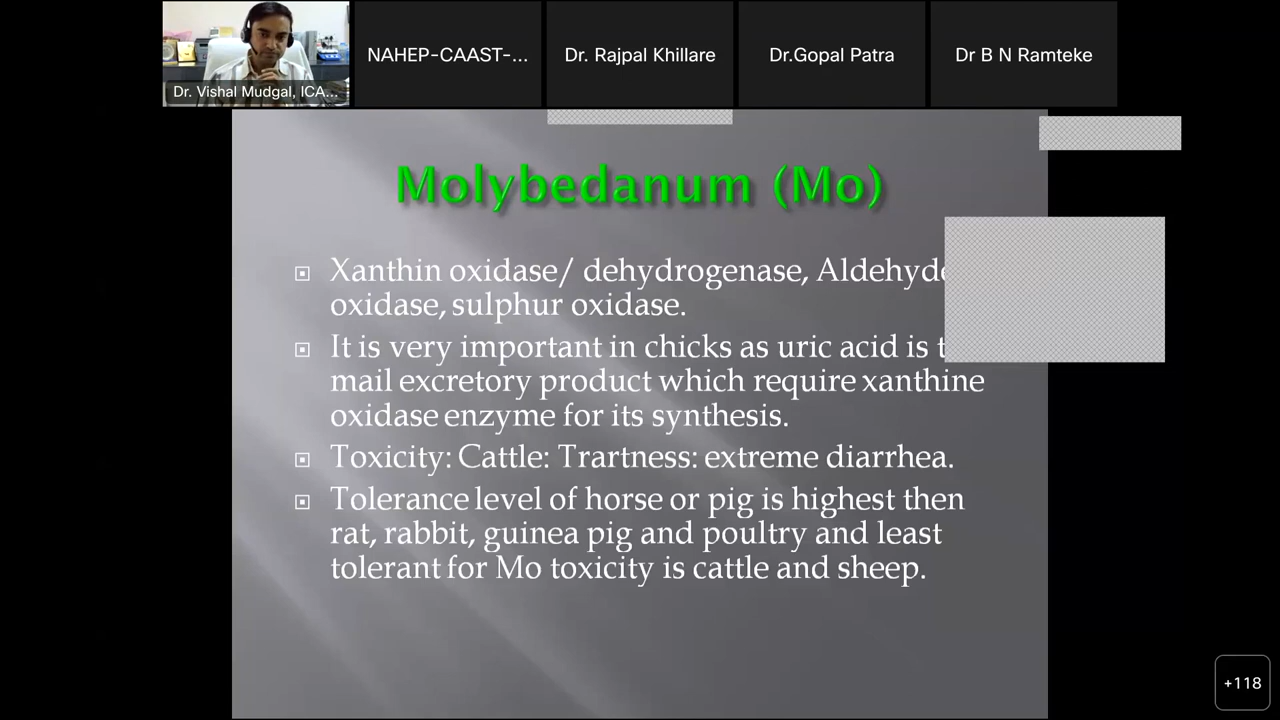 Dr. Vishal Mudgal, ICA...
NAHEP-CAAST-...
Dr. Rajpal Khillare
Dr.Gopal Patra
Dr B N Ramteke
Molybedanum (Mo)
Xanthin oxidase/ dehydrogenase, Aldehyde
oxidase, sulphur oxidase.
It is very important in chicks as uric acid is
mail excretory product which require xanthine
oxidase enzyme for its synthesis.
Toxicity: Cattle: Trartness: extreme diarrhea.
Tolerance level of horse or pig is highest then
rat, rabbit, guinea pig and poultry and least
tolerant for Mo toxicity is cattle and sheep.
+118